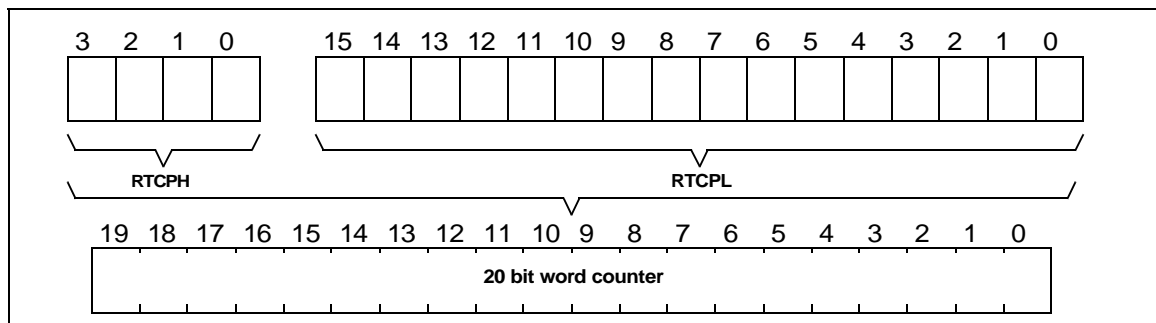 3 2 1 0 15 14 13 12 11 10 9 8 7 6 5 4 3 2 1 0
RTCPH RTCPL
19 18 17 16 15 14 13 12 11 10 9 8 7 6 5 4 3 2 1 0
20 bit word counter